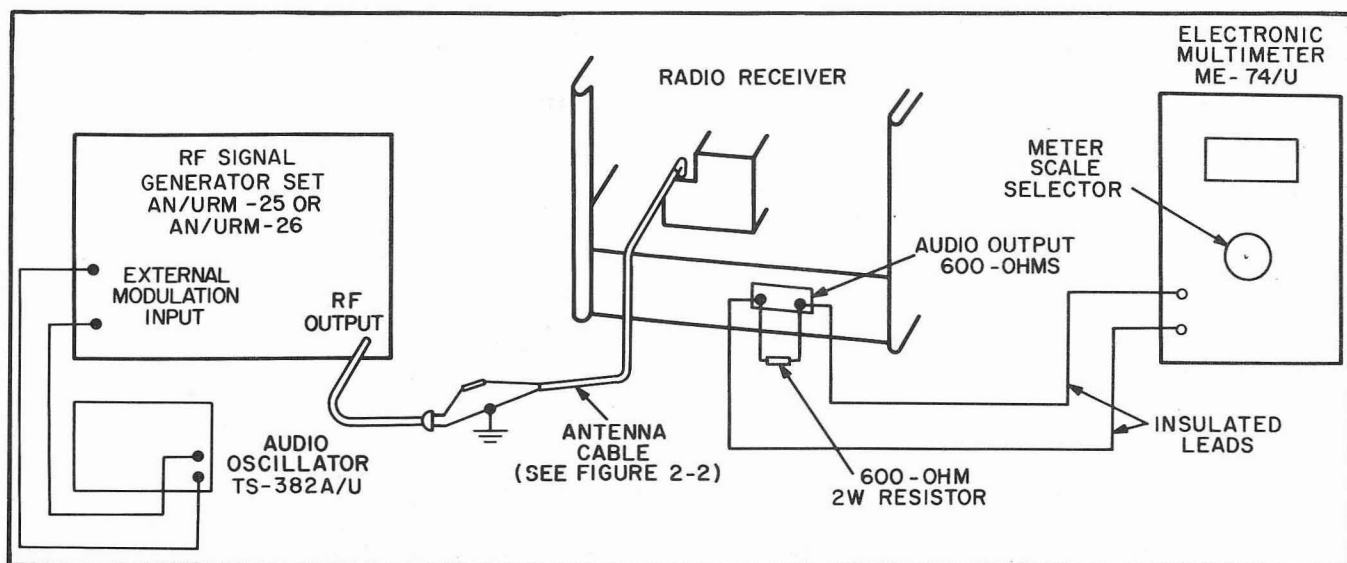 RF SIGNAL
GENERATOR SET
AN/URM-25 OR
AN/URM-26
EXTERNAL
MODULATION
INPUT
RF
OUTPUT
AUDIO
OSCILLATOR
TS-382A/U
RADIO RECEIVER
ANTENNA
CABLE
(SEE FIGURE 2-2)
AUDIO OUTPUT
600-OHMS
600-OHM
2W RESISTOR
ELECTRONIC
MULTIMETER
ME-74/U
METER
SCALE
SELECTOR
INSULATED
LEADS